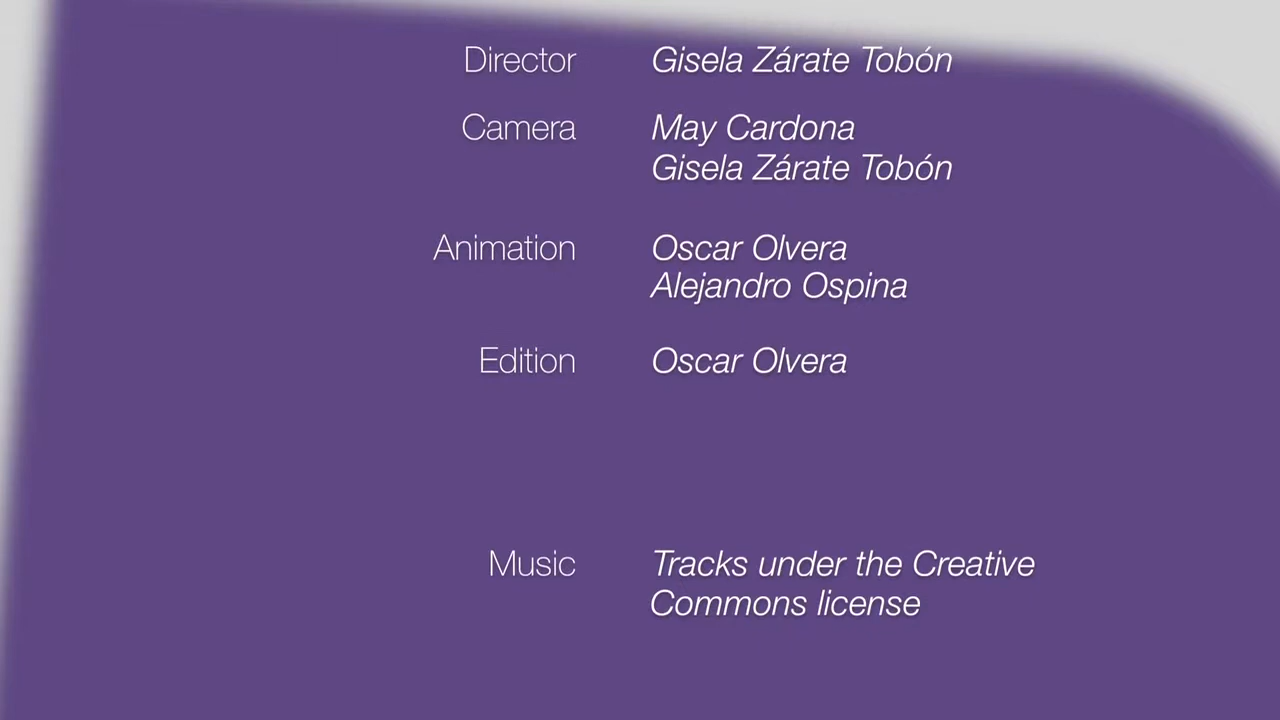 Director Gisela Zárate Tobón
Camera May Cardona
Gisela Zárate Tobón
Animation Oscar Olvera
Alejandro Ospina
Edition Oscar Olvera
Music Tracks under the Creative
Commons license